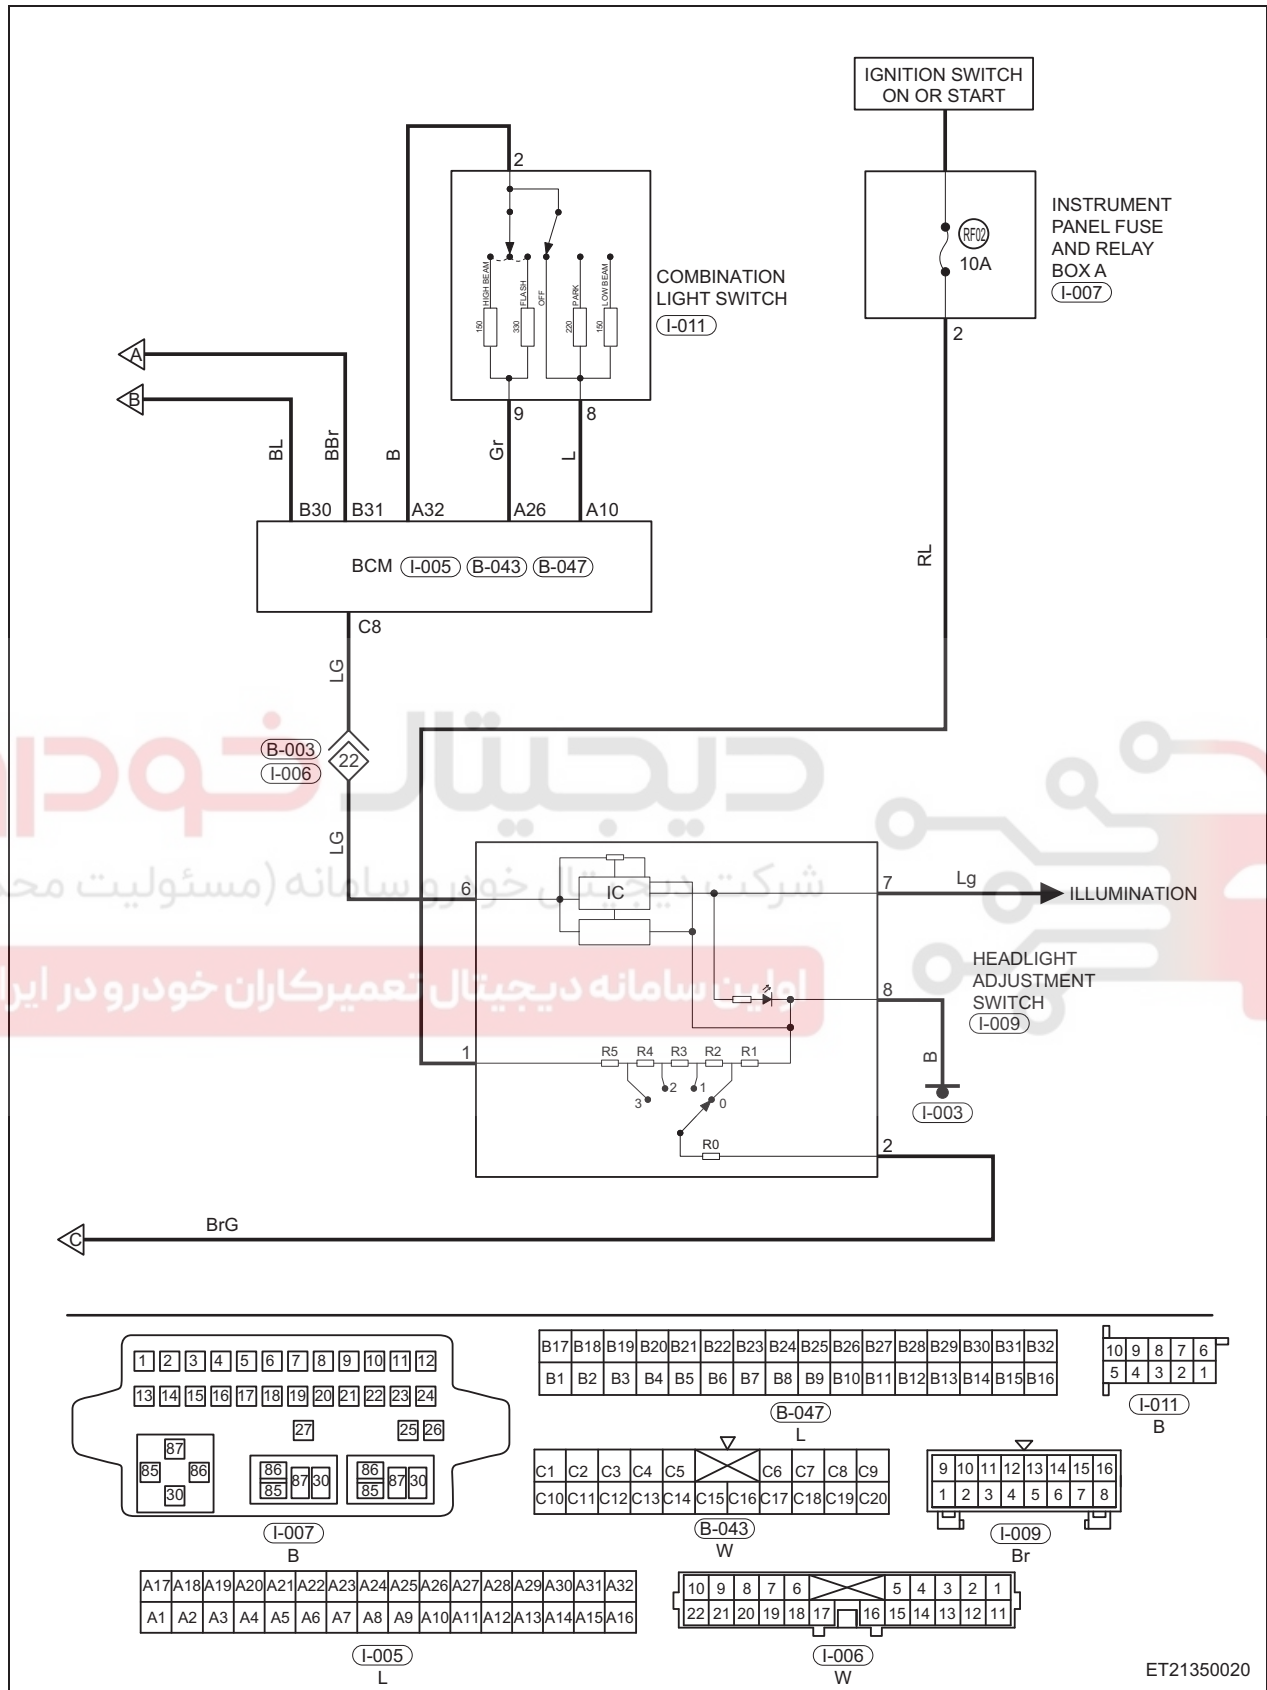 IGNITION SWITCH
ON OR START
2
INSTRUMENT
PANEL FUSE
AND RELAY
BOX A
I-007
RF02
10A
2
HIGH BEAM
FLASH
OFF
PARK
LOW BEAM
150
330
220
150
COMBINATION
LIGHT SWITCH
I-011
9
8
A
B
BL
BBr
B
Gr
L
RL
B30
B31
A32
A26
A10
BCM I-005 B-043 B-047
C8
LG
B-003
I-006
22
LG
دیجیتال خودرو
شرکت دیجیتال خودرو سامانه (مسئولیت
اولین سامانه دیجیتال تعمیرکاران خودرو در ایرا
6
IC
7
Lg
ILLUMINATION
HEADLIGHT
ADJUSTMENT
SWITCH
I-009
8
B
I-003
1
R5
R4
R3
R2
R1
3
2
1
0
R0
2
BrG
C
1 2 3 4 5 6 7 8 9 10 11 12
13 14 15 16 17 18 19 20 21 22 23 24
27
25 26
87
85 86
30
86
85
87 30
86
85
87 30
I-007
B
B17 B18 B19 B20 B21 B22 B23 B24 B25 B26 B27 B28 B29 B30 B31 B32
B1 B2 B3 B4 B5 B6 B7 B8 B9 B10 B11 B12 B13 B14 B15 B16
B-047
L
10 9 8 7 6
5 4 3 2 1
I-011
B
C1 C2 C3 C4 C5 C6 C7 C8 C9
C10 C11 C12 C13 C14 C15 C16 C17 C18 C19 C20
B-043
W
9 10 11 12 13 14 15 16
1 2 3 4 5 6 7 8
I-009
Br
A17 A18 A19 A20 A21 A22 A23 A24 A25 A26 A27 A28 A29 A30 A31 A32
A1 A2 A3 A4 A5 A6 A7 A8 A9 A10 A11 A12 A13 A14 A15 A16
I-005
L
10 9 8 7 6 5 4 3 2 1
22 21 20 19 18 17 16 15 14 13 12 11
I-006
W
ET21350020